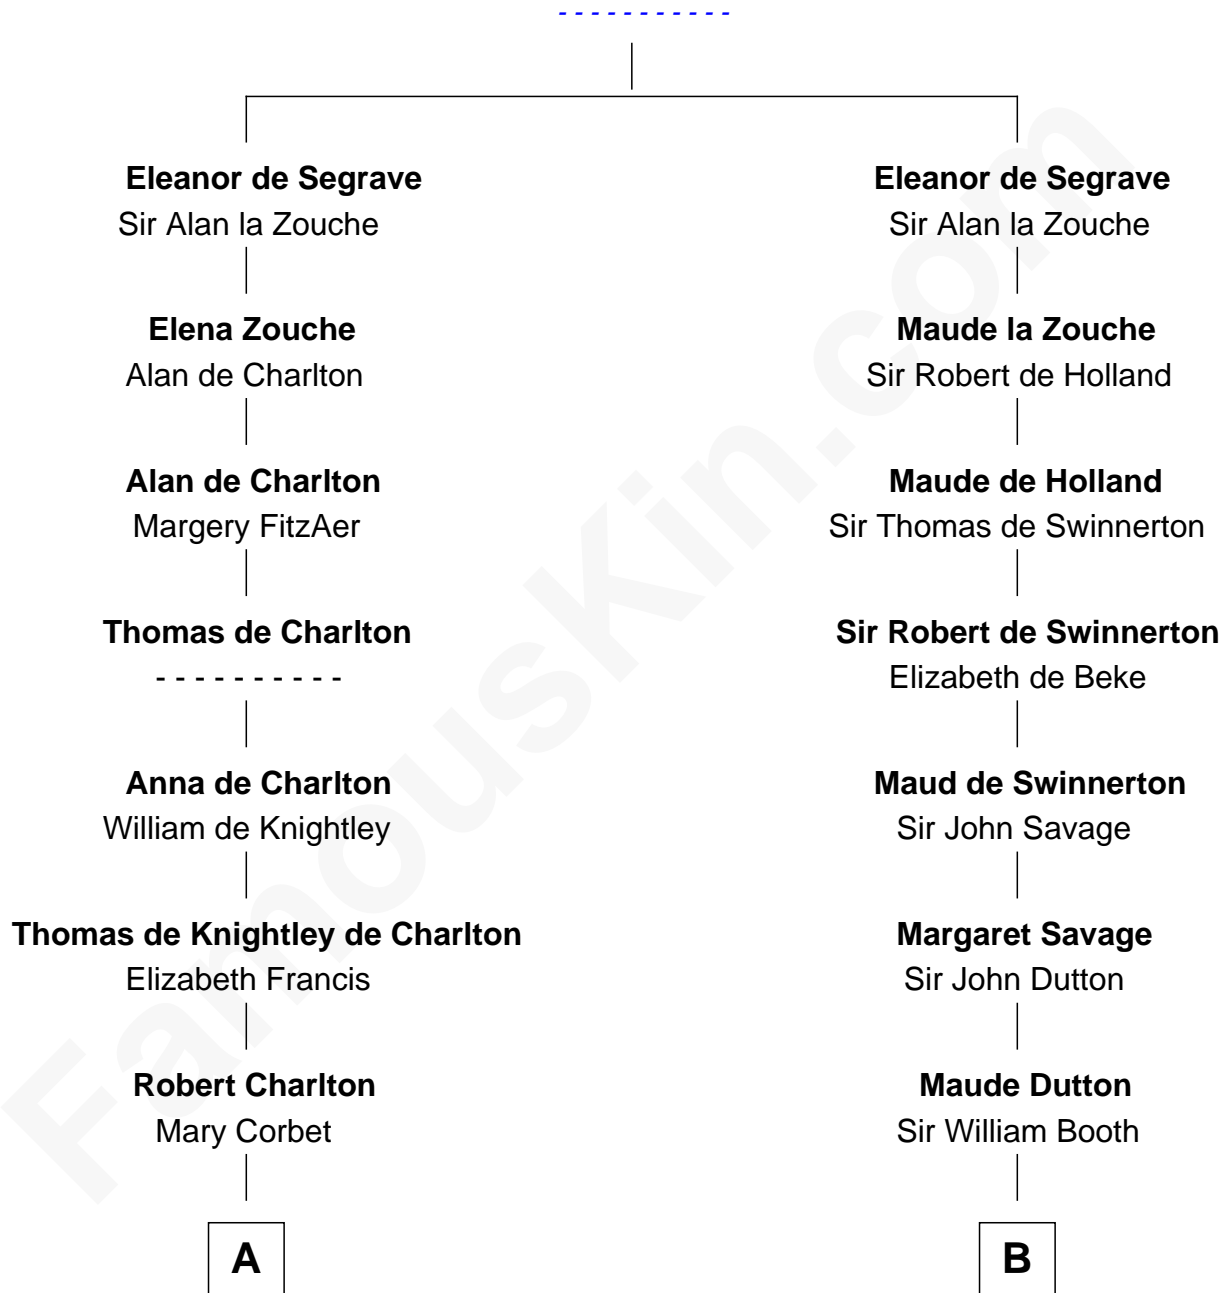 - - - - - - - - - - -
Eleanor de Segrave
Sir Alan la Zouche
Elena Zouche
Alan de Charlton
Alan de Charlton
Margery FitzAer
Thomas de Charlton
- - - - - - - - - -
Anna de Charlton
William de Knightley
Thomas de Knightley de Charlton
Elizabeth Francis
Robert Charlton
Mary Corbet
A
Eleanor de Segrave
Sir Alan la Zouche
Maude la Zouche
Sir Robert de Holland
Maude de Holland
Sir Thomas de Swinnerton
Sir Robert de Swinnerton
Elizabeth de Beke
Maud de Swinnerton
Sir John Savage
Margaret Savage
Sir John Dutton
Maude Dutton
Sir William Booth
B
FamousKin.com